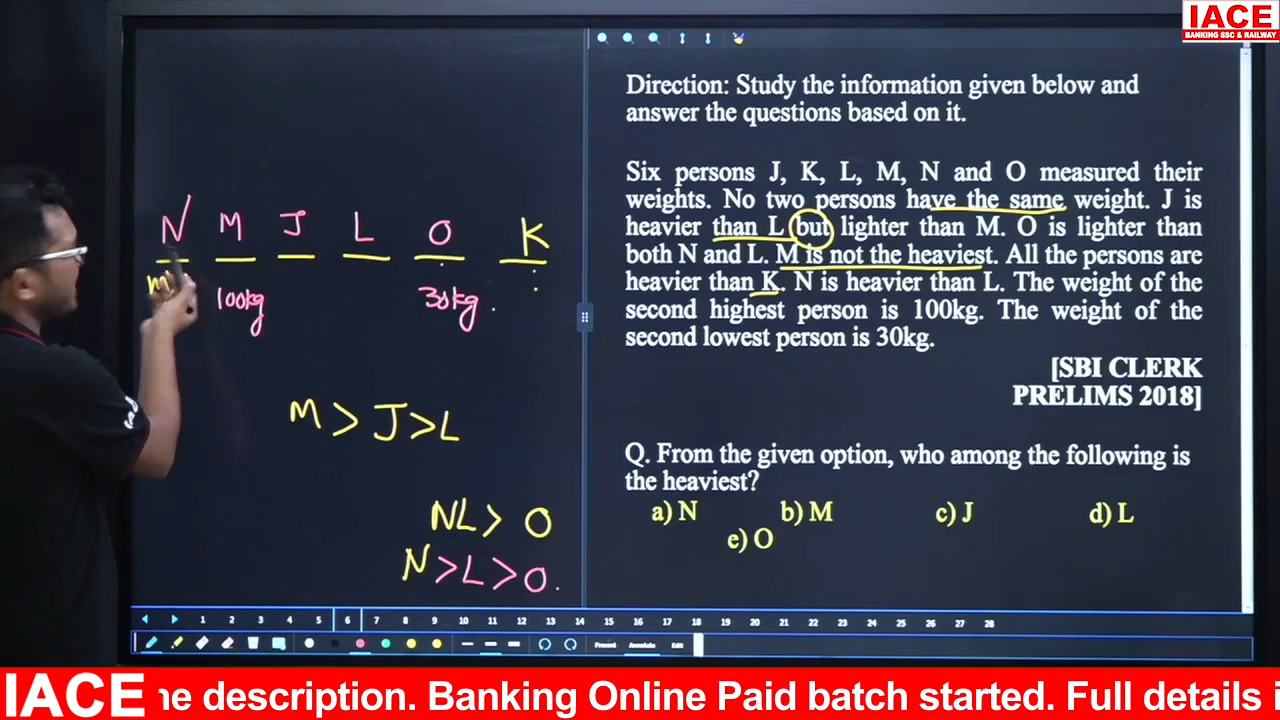 IACE
BANKING SSC & RAILWAY
Direction: Study the information given below and
answer the questions based on it.
Six persons J, K, L, M, N and O measured their
weights. No two persons have the same weight. J is
heavier than L but lighter than M. O is lighter than
both N and L. M is not the heaviest. All the persons are
heavier than K. N is heavier than L. The weight of the
second highest person is 100kg. The weight of the
second lowest person is 30kg.
[SBI CLERK
PRELIMS 2018]
Q. From the given option, who among the following is
the heaviest?
a) N b) M c) J d) L
e) O
N M J L O K
100kg 30kg.
M > J > L
NL > O
N > L > O.
1 2 3 4 5 6 7 8 9 10 11 12 13 14 15 16 17 18 19 20 21 22 23 24 25 26 27 28
Present Annotate Edit
IACE
ne description. Banking Online Paid batch started. Full details i